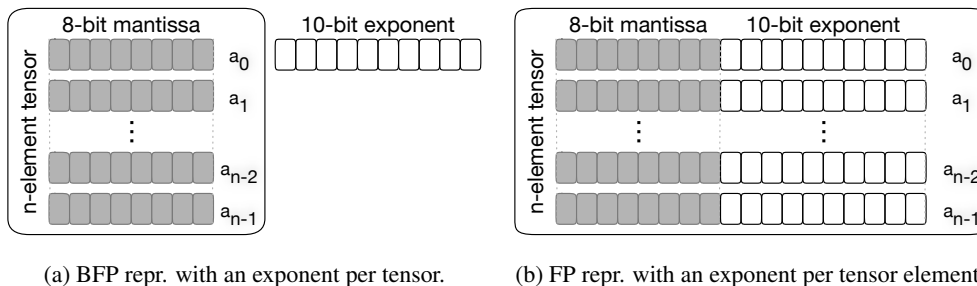 8-bit mantissa
10-bit exponent
n-element tensor
a0
a1
⋮
an-2
an-1
(a) BFP repr. with an exponent per tensor.
8-bit mantissa
10-bit exponent
n-element tensor
a0
a1
⋮
⋮
an-2
an-1
(b) FP repr. with an exponent per tensor element